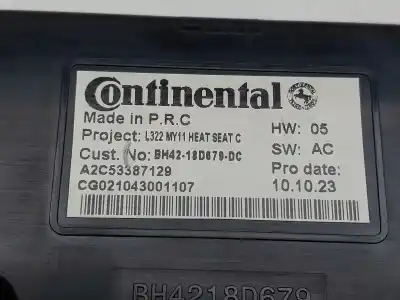 Continental
Made in P.R.C
HW: 05
Project: L322 MY11 HEAT SEAT C
SW: AC
Cust. No: BH42-18D679-DC
A2C53387129
Pro date:
CG021043001107
10.10.23
BH4218D679